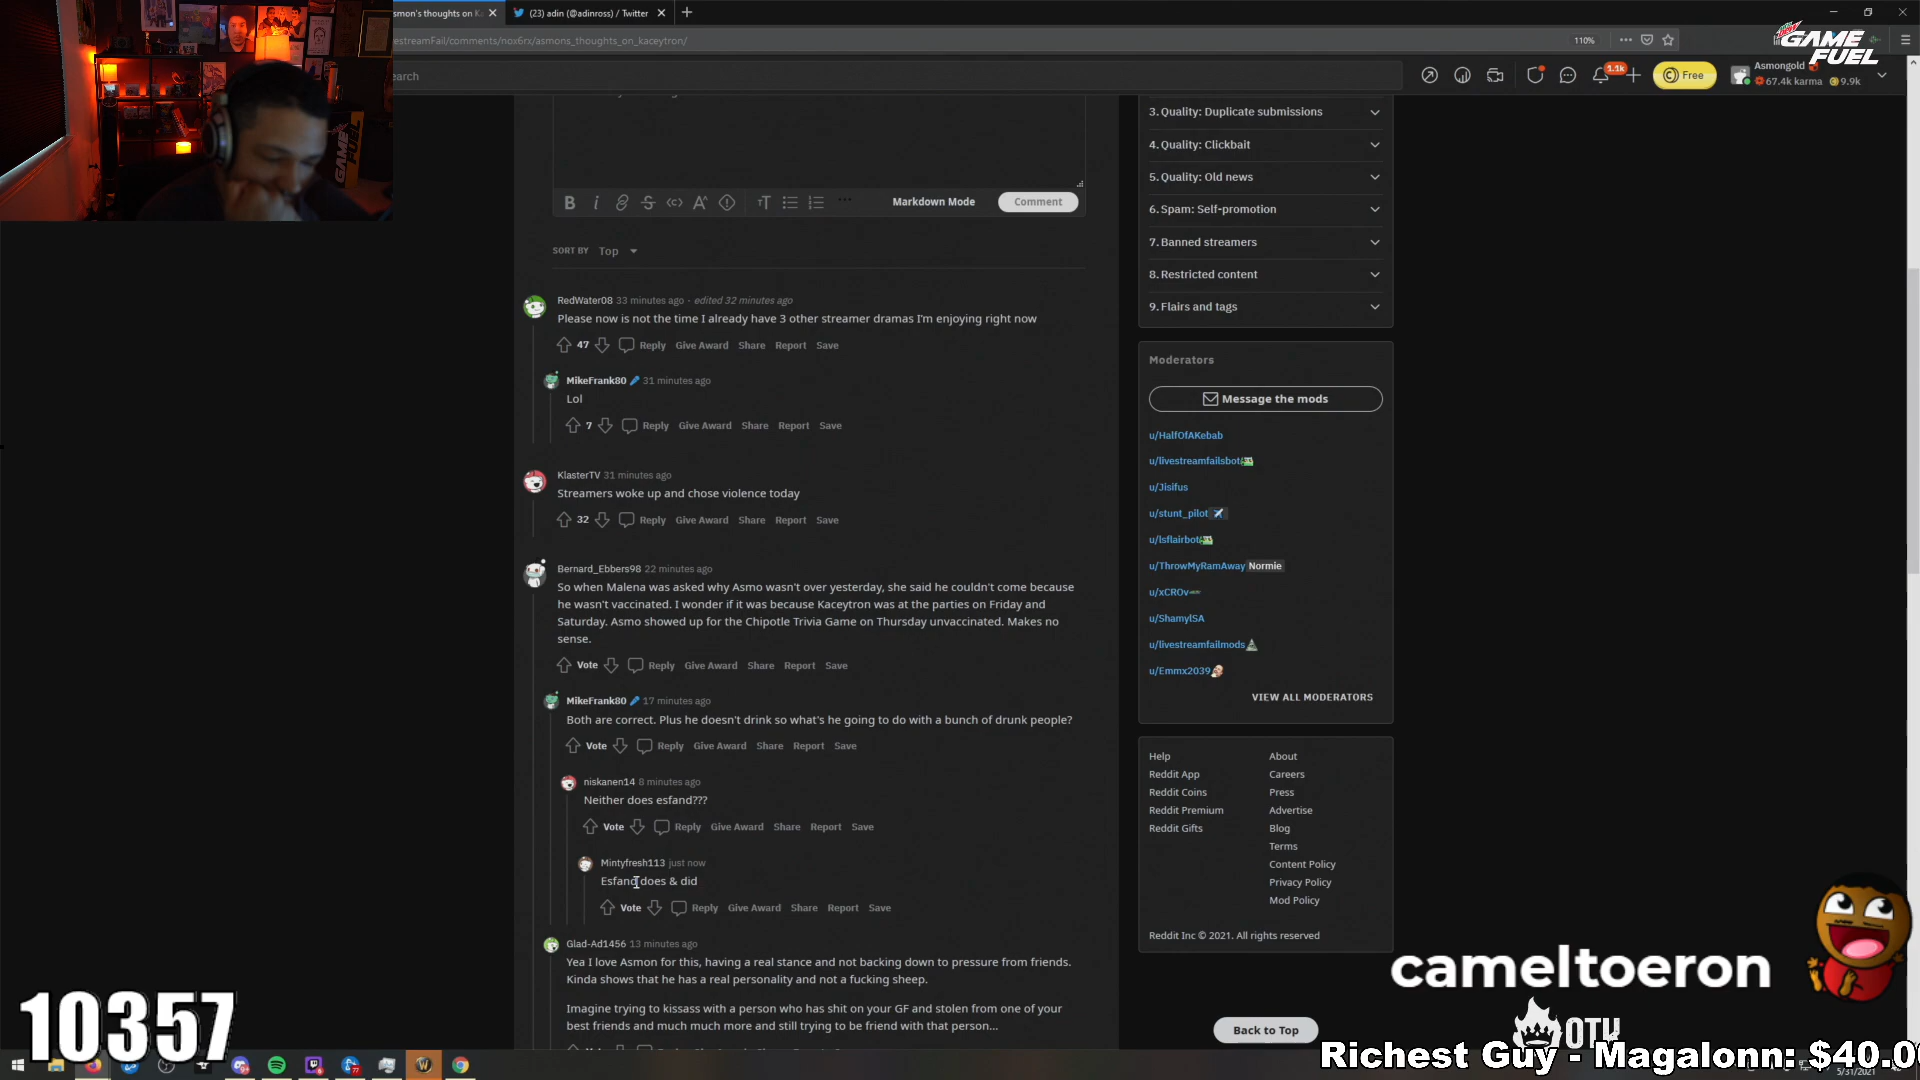 smon's thoughts on K
(23) adin (@adinross) / Twitter
estreamFail/comments/nox6rx/asmons_thoughts_on_kaceytron/
110%
GAME FUEL
earch
1.1k
Free
Asmongold
67.4k karma
9.9k
GAME FUEL
3. Quality: Duplicate submissions
4. Quality: Clickbait
5. Quality: Old news
6. Spam: Self-promotion
7. Banned streamers
8. Restricted content
9. Flairs and tags
Markdown Mode
Comment
SORT BY Top
RedWater08 33 minutes ago · edited 32 minutes ago
Please now is not the time I already have 3 other streamer dramas I'm enjoying right now
47 Reply Give Award Share Report Save
MikeFrank80 31 minutes ago
Lol
7 Reply Give Award Share Report Save
KlasterTV 31 minutes ago
Streamers woke up and chose violence today
32 Reply Give Award Share Report Save
Bernard_Ebbers98 22 minutes ago
So when Malena was asked why Asmo wasn't over yesterday, she said he couldn't come because
he wasn't vaccinated. I wonder if it was because Kaceytron was at the parties on Friday and
Saturday. Asmo showed up for the Chipotle Trivia Game on Thursday unvaccinated. Makes no
sense.
Vote Reply Give Award Share Report Save
MikeFrank80 17 minutes ago
Both are correct. Plus he doesn't drink so what's he going to do with a bunch of drunk people?
Vote Reply Give Award Share Report Save
niskanen14 8 minutes ago
Neither does esfand???
Vote Reply Give Award Share Report Save
Mintyfresh113 just now
Esfand does & did
Vote Reply Give Award Share Report Save
Glad-Ad1456 13 minutes ago
Yea I love Asmon for this, having a real stance and not backing down to pressure from friends.
Kinda shows that he has a real personality and not a fucking sheep.
Imagine trying to kissass with a person who has shit on your GF and stolen from one of your
best friends and much much more and still trying to be friend with that person...
Moderators
Message the mods
u/HalfOfAKebab
u/livestreamfailsbot
u/Jisifus
u/stunt_pilot
u/lsflairbot
u/ThrowMyRamAway Normie
u/xCROv
u/ShamylSA
u/livestreamfailmods
u/Emmx2039
VIEW ALL MODERATORS
Help About
Reddit App Careers
Reddit Coins Press
Reddit Premium Advertise
Reddit Gifts Blog
Terms
Content Policy
Privacy Policy
Mod Policy
Reddit Inc © 2021. All rights reserved
Back to Top
cameltoeron
OTK
10357
Richest Guy - Magalonn: $40.0
5/31/2021